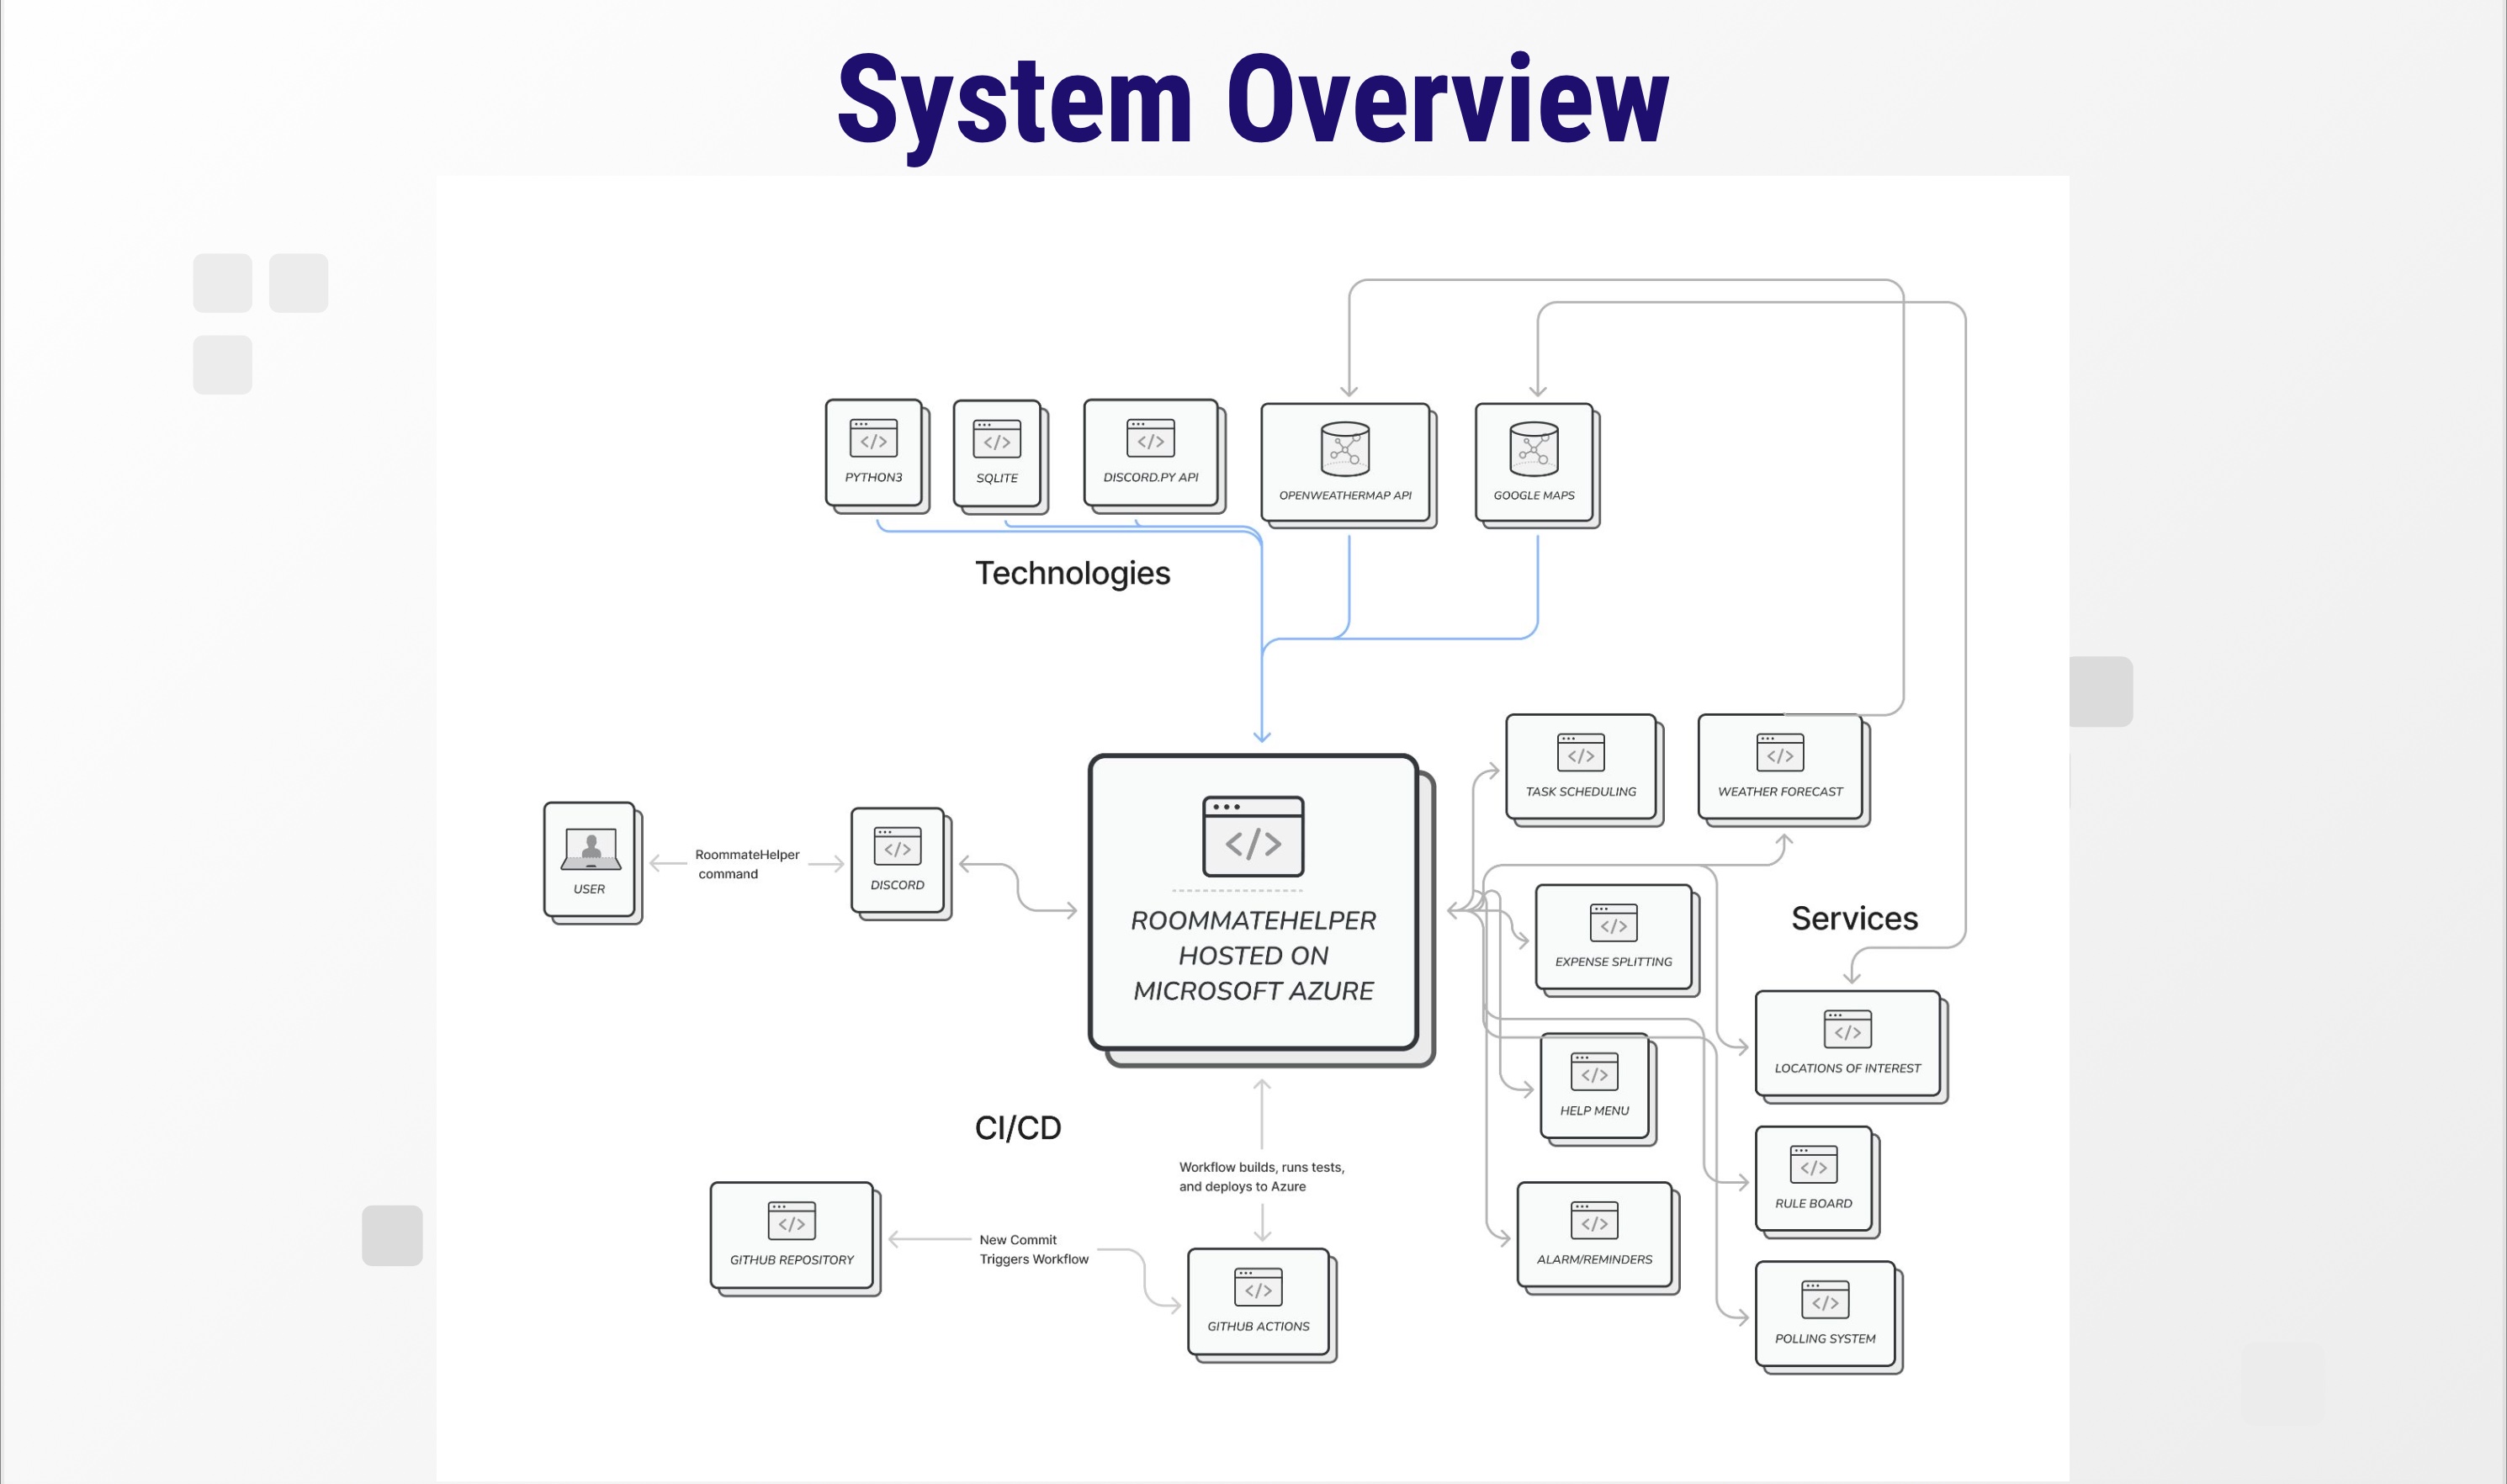 System Overview
PYTHON3
SQLITE
DISCORD.PY API
OPENWEATHERMAP API
GOOGLE MAPS
Technologies
TASK SCHEDULING
WEATHER FORECAST
USER
RoommateHelper
command
DISCORD
ROOMMATEHELPER
HOSTED ON
MICROSOFT AZURE
EXPENSE SPLITTING
Services
LOCATIONS OF INTEREST
HELP MENU
CI/CD
Workflow builds, runs tests,
and deploys to Azure
RULE BOARD
GITHUB REPOSITORY
New Commit
Triggers Workflow
ALARM/REMINDERS
GITHUB ACTIONS
POLLING SYSTEM